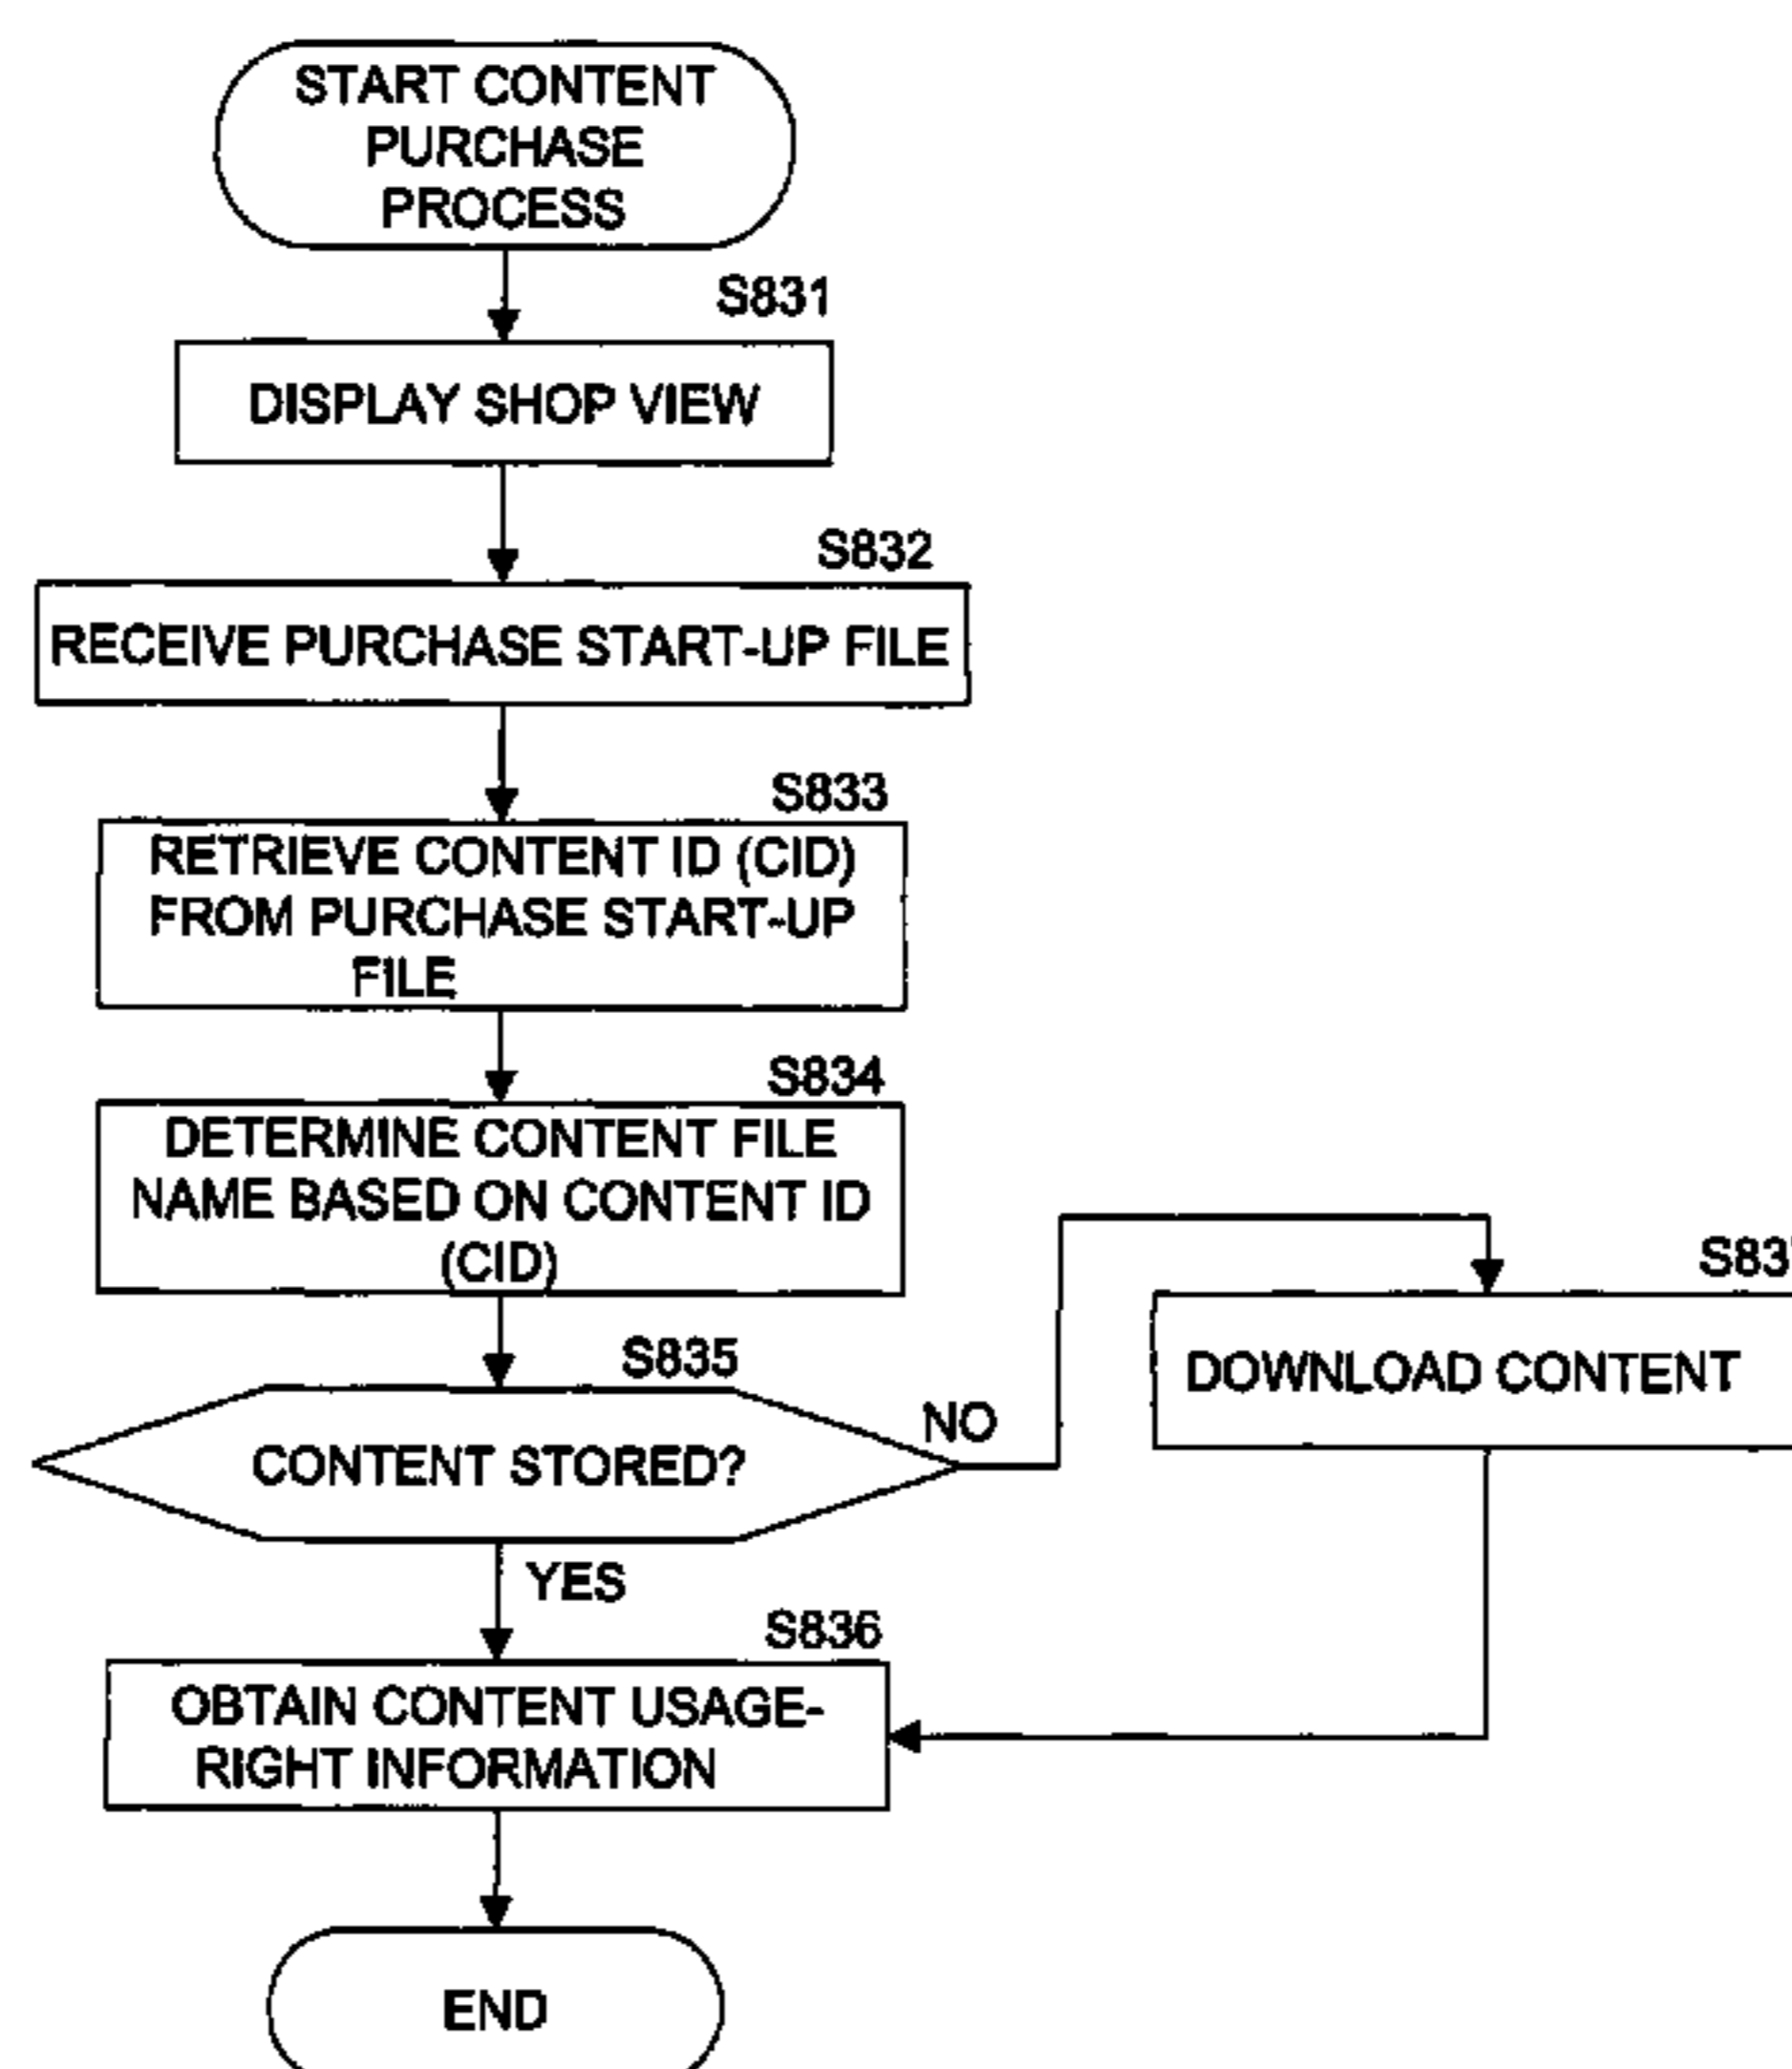 START CONTENT
PURCHASE
PROCESS
S831
DISPLAY SHOP VIEW
S832
RECEIVE PURCHASE START-UP FILE
S833
RETRIEVE CONTENT ID (CID)
FROM PURCHASE START-UP
FILE
S834
DETERMINE CONTENT FILE
NAME BASED ON CONTENT ID
(CID)
S835
CONTENT STORED?
NO
DOWNLOAD CONTENT
YES
S836
OBTAIN CONTENT USAGE-
RIGHT INFORMATION
END